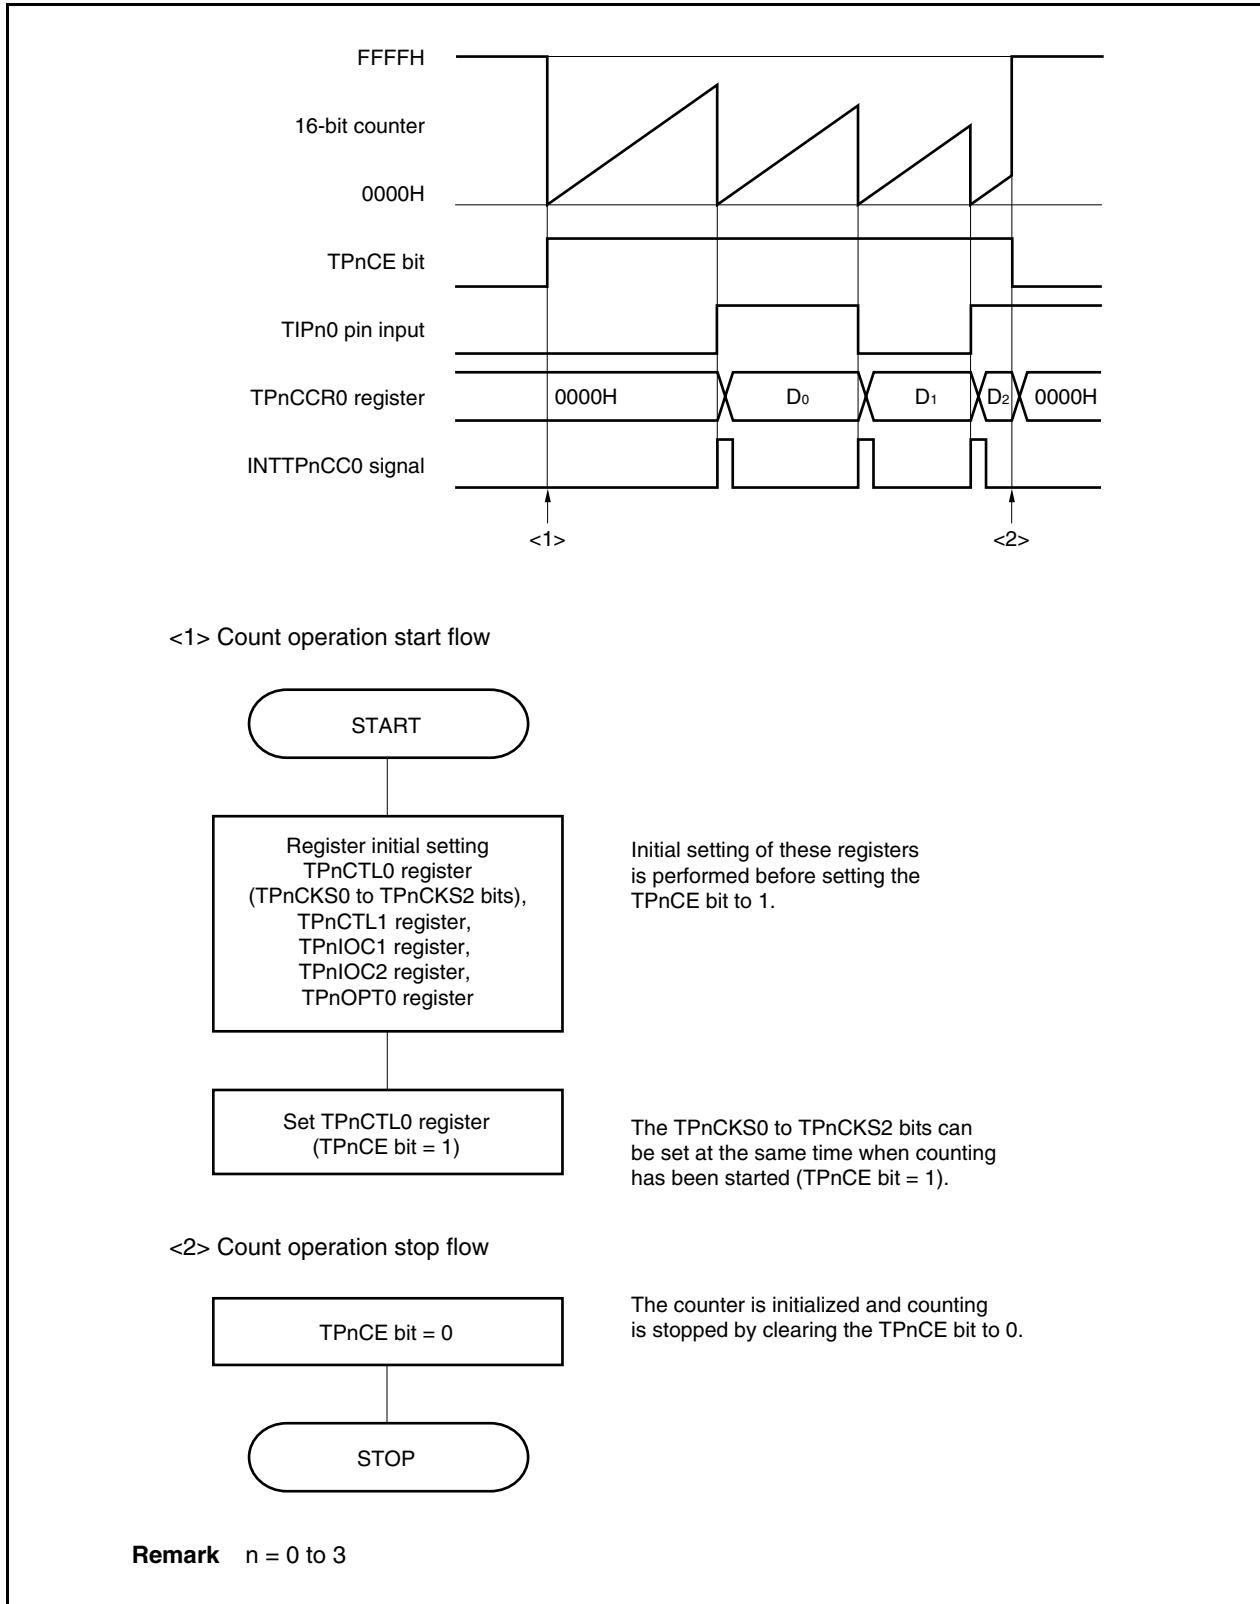 FFFFH
16-bit counter
0000H
TPnCE bit
TIPn0 pin input
TPnCCR0 register
0000H
D0
D1
D2
0000H
INTTPnCC0 signal
<1>
<2>
<1> Count operation start flow
START
Register initial setting
TPnCTL0 register
(TPnCKS0 to TPnCKS2 bits),
TPnCTL1 register,
TPnIOC1 register,
TPnIOC2 register,
TPnOPT0 register
Initial setting of these registers
is performed before setting the
TPnCE bit to 1.
Set TPnCTL0 register
(TPnCE bit = 1)
The TPnCKS0 to TPnCKS2 bits can
be set at the same time when counting
has been started (TPnCE bit = 1).
<2> Count operation stop flow
TPnCE bit = 0
The counter is initialized and counting
is stopped by clearing the TPnCE bit to 0.
STOP
Remark n = 0 to 3